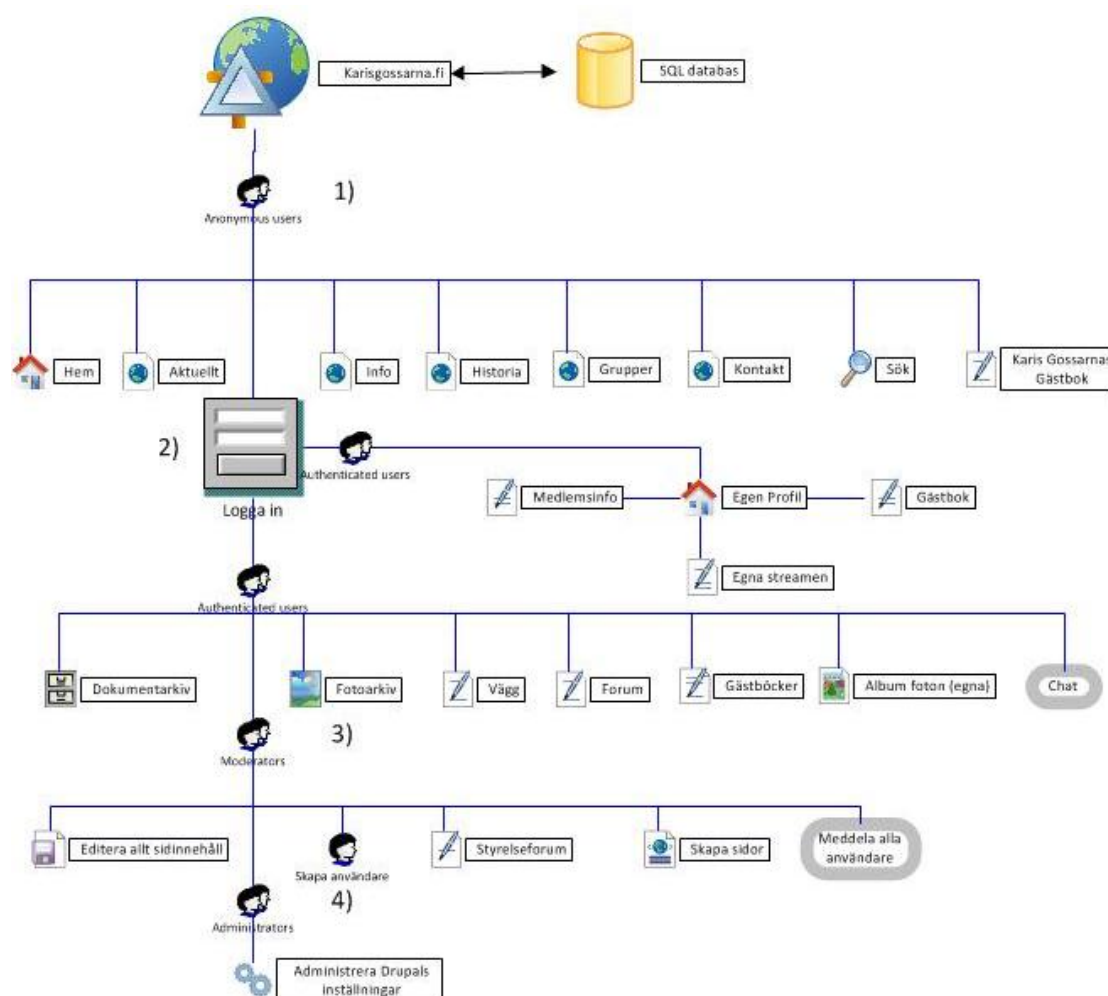 Karisgossarna.fi
SQL databas
1)
Anonymous users
Hem
Aktuellt
Info
Historia
Grupper
Kontakt
Sök
Karis Gossarnas
Gästbok
2)
Authenticated users
Logga in
Medlemsinfo
Egen Profil
Gästbok
Egna streamen
Authenticated users
Dokumentarkiv
Fotoarkiv
Vägg
Forum
Gästböcker
Album foton (egna)
Chat
3)
Moderators
Editera allt sidinnehåll
Skapa användare
Styrelseforum
Skapa sidor
Meddela alla
användare
4)
Administrators
Administrera Drupals
inställningar